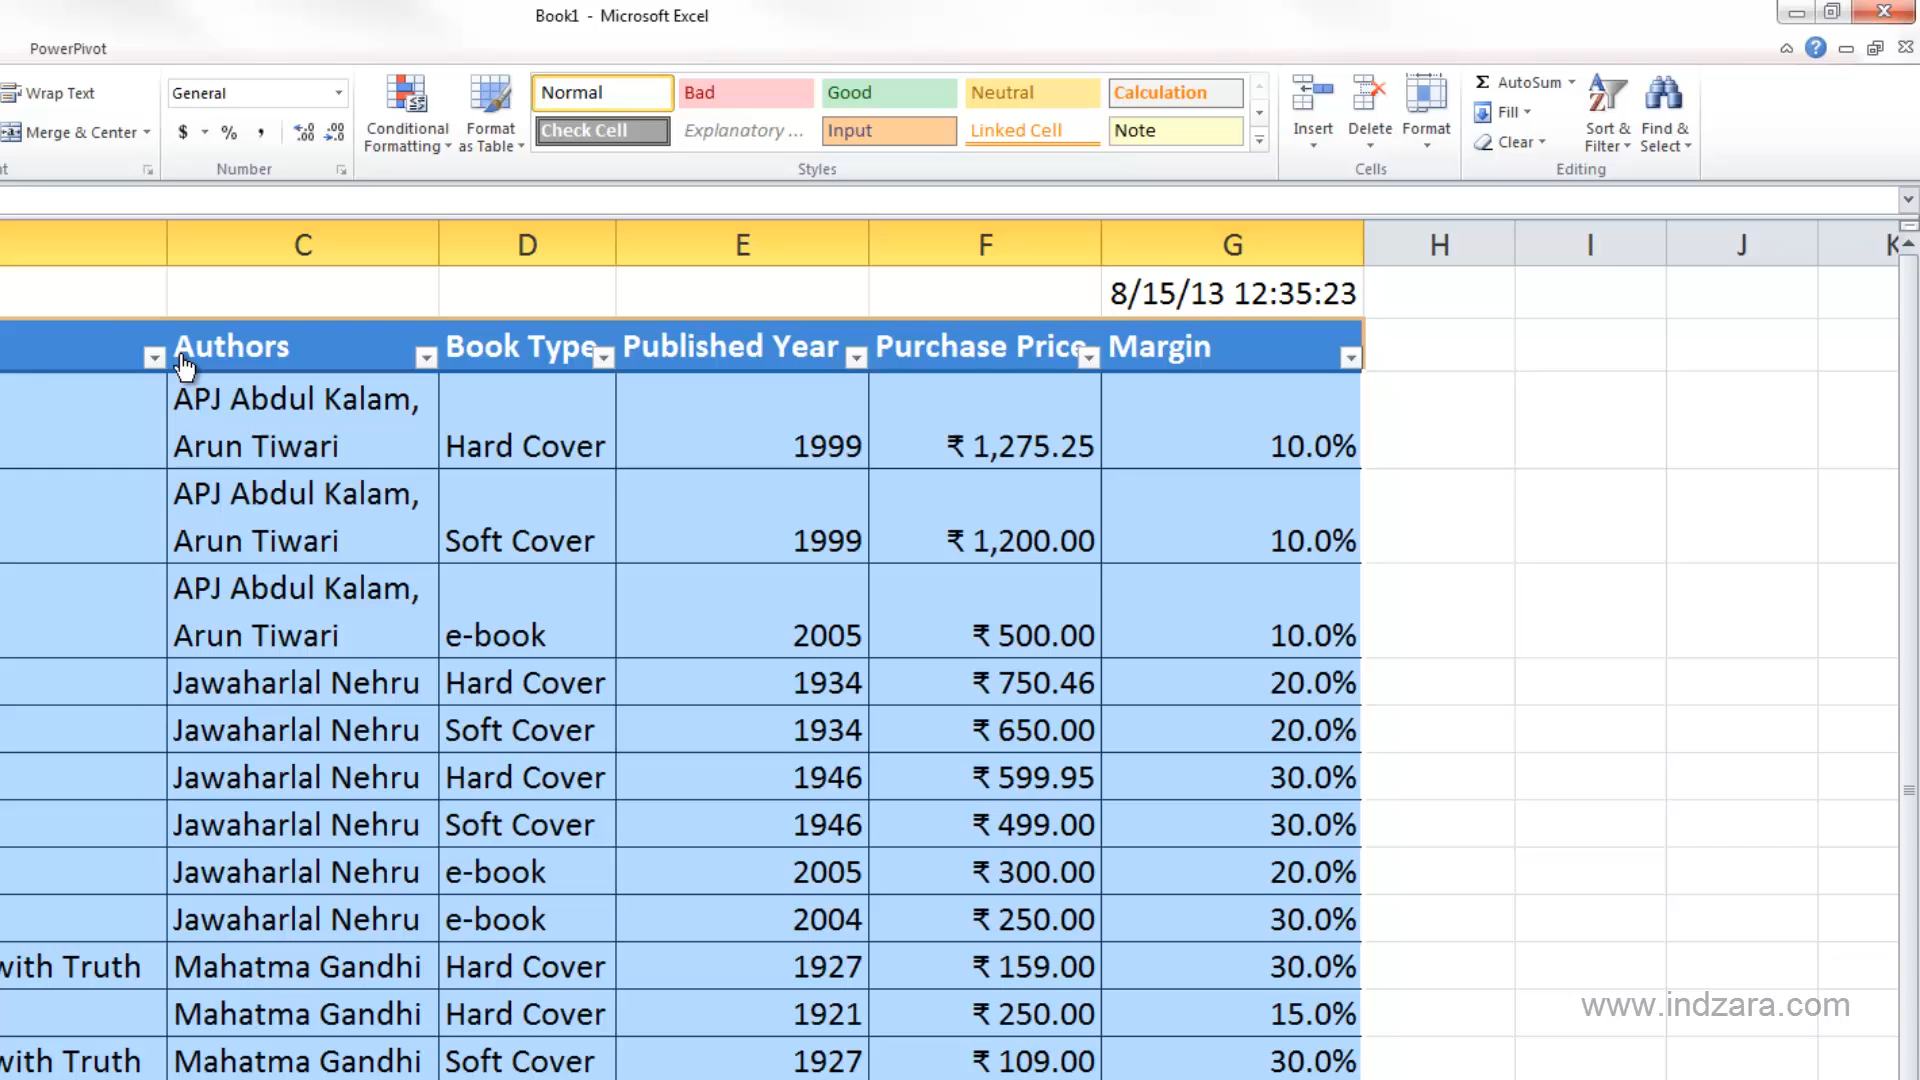 Book1 - Microsoft Excel
PowerPivot
Wrap Text
General
Merge & Center
$ % ,
Number
Conditional Formatting
Format as Table
Normal Bad Good Neutral Calculation
Check Cell Explanatory ... Input Linked Cell Note
Styles
Insert Delete Format
Cells
Σ AutoSum
Fill
Clear
Sort & Filter
Find & Select
Editing
C D E F G H I J K
8/15/13 12:35:23
Authors Book Type Published Year Purchase Price Margin
APJ Abdul Kalam,
Arun Tiwari Hard Cover 1999 ₹ 1,275.25 10.0%
APJ Abdul Kalam,
Arun Tiwari Soft Cover 1999 ₹ 1,200.00 10.0%
APJ Abdul Kalam,
Arun Tiwari e-book 2005 ₹ 500.00 10.0%
Jawaharlal Nehru Hard Cover 1934 ₹ 750.46 20.0%
Jawaharlal Nehru Soft Cover 1934 ₹ 650.00 20.0%
Jawaharlal Nehru Hard Cover 1946 ₹ 599.95 30.0%
Jawaharlal Nehru Soft Cover 1946 ₹ 499.00 30.0%
Jawaharlal Nehru e-book 2005 ₹ 300.00 20.0%
Jawaharlal Nehru e-book 2004 ₹ 250.00 30.0%
with Truth Mahatma Gandhi Hard Cover 1927 ₹ 159.00 30.0%
Mahatma Gandhi Hard Cover 1921 ₹ 250.00 15.0%
with Truth Mahatma Gandhi Soft Cover 1927 ₹ 109.00 30.0%
www.indzara.com